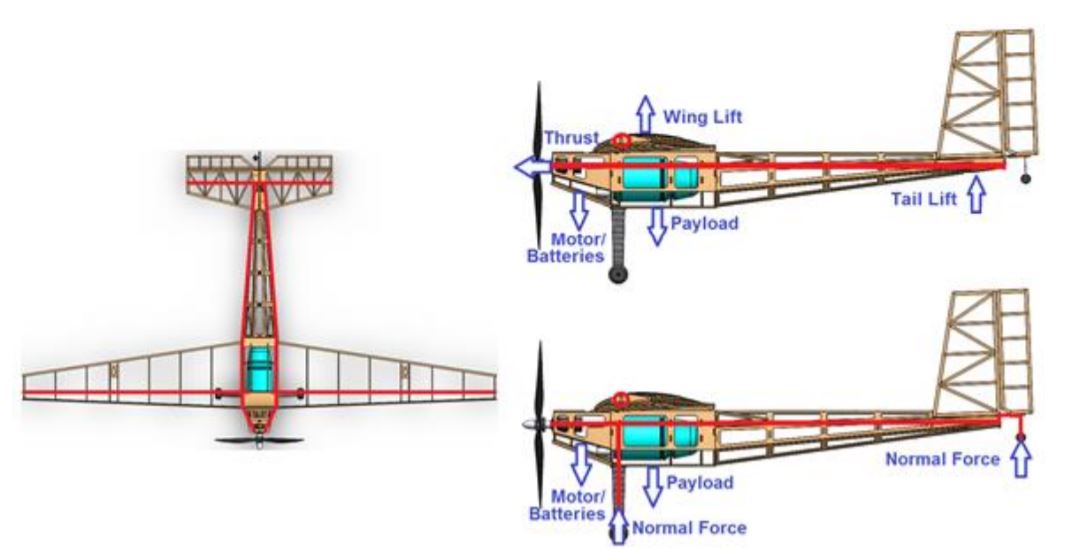 Wing Lift
Thrust
Tail Lift
Payload
Motor/
Batteries
Normal Force
Payload
Motor/
Batteries
Normal Force